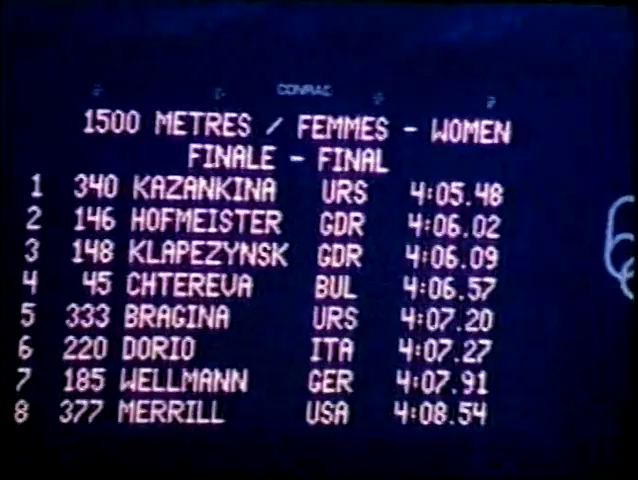 CONRAC
1500 METRES / FEMMES - WOMEN
FINALE - FINAL
1 340 KAZANKINA URS 4:05.48
2 146 HOFMEISTER GDR 4:06.02
3 148 KLAPEZYNSK GDR 4:06.09
4 45 CHTEREVA BUL 4:06.57
5 333 BRAGINA URS 4:07.20
6 220 DORIO ITA 4:07.27
7 185 WELLMANN GER 4:07.91
8 377 MERRILL USA 4:08.54